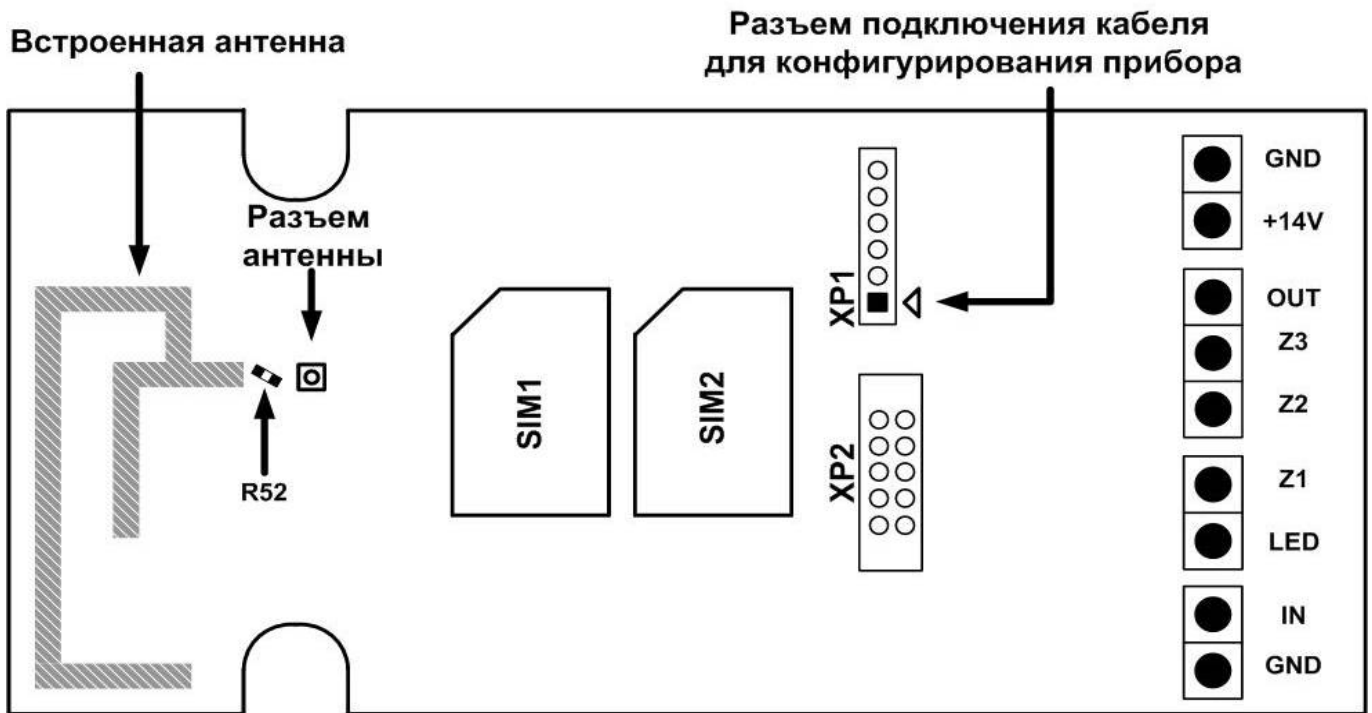 Встроенная антенна
Разъем подключения кабеля
для конфигурирования прибора
Разъем
антенны
R52
SIM1
SIM2
XP1
XP2
GND
+14V
OUT
Z3
Z2
Z1
LED
IN
GND